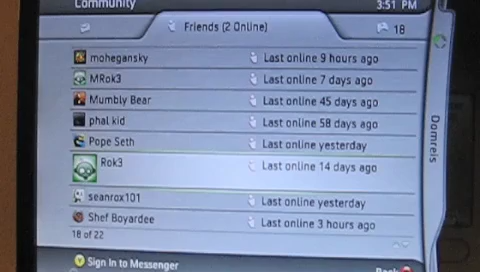 Community 3:51 PM
Friends (2 Online) 18
mohegansky Last online 9 hours ago
MRok3 Last online 7 days ago
Mumbly Bear Last online 45 days ago
phal kid Last online 58 days ago
Pope Seth Last online yesterday
Rok3 Last online 14 days ago
seanrox101 Last online yesterday
Shef Boyardee Last online 3 hours ago
18 of 22
Y Sign In to Messenger Back
Domreis